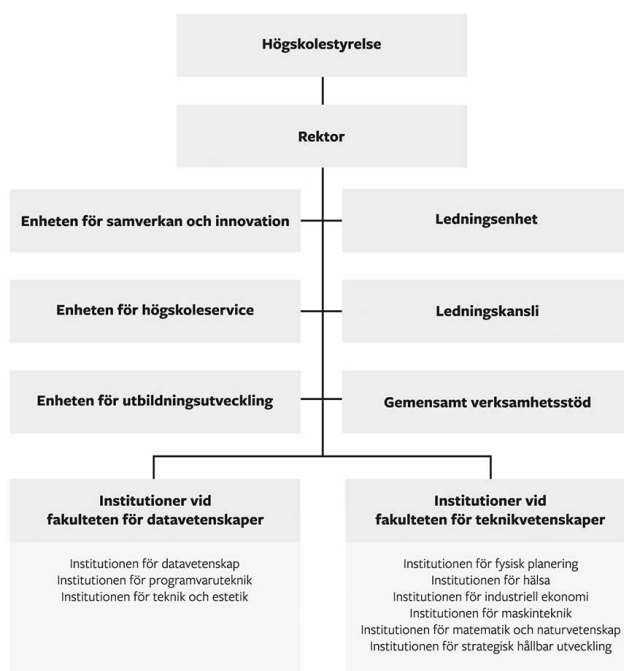 Högskolestyrelse
Rektor
Enheten för samverkan och innovation
Ledningsenhet
Enheten för högskoleservice
Ledningskansli
Enheten för utbildningsutveckling
Gemensamt verksamhetsstöd
Institutioner vid
fakulteten för datavetenskaper
Institutionen för datavetenskap
Institutionen för programvaruteknik
Institutionen för teknik och estetik
Institutioner vid
fakulteten för teknikvetenskaper
Institutionen för fysisk planering
Institutionen för hälsa
Institutionen för industriell ekonomi
Institutionen för maskinteknik
Institutionen för matematik och naturvetenskap
Institutionen för strategisk hållbar utveckling